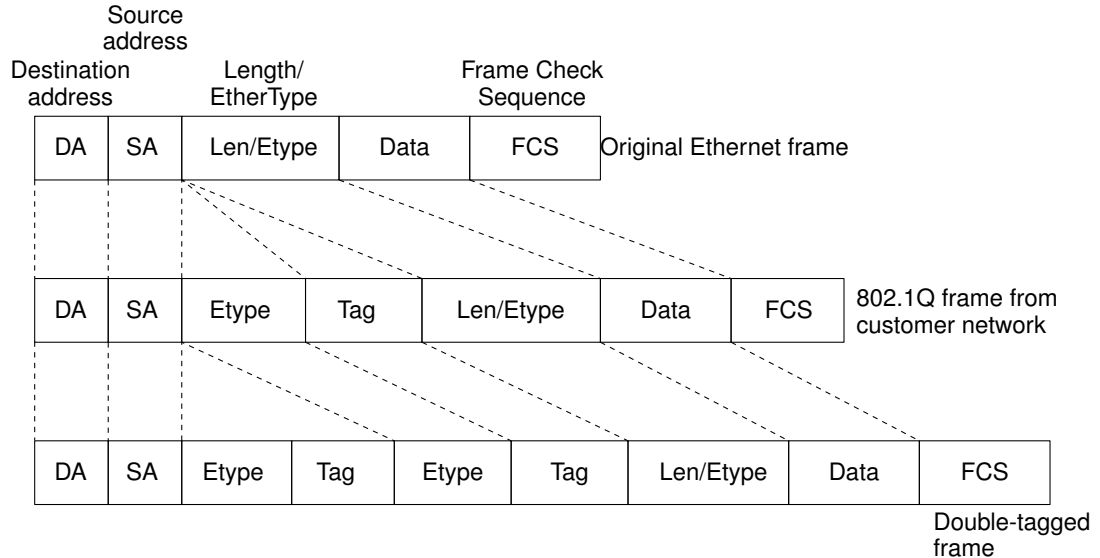 Source
address
Destination
address
Length/
EtherType
Frame Check
Sequence
DA SA Len/Etype Data FCS Original Ethernet frame
DA SA Etype Tag Len/Etype Data FCS
802.1Q frame from
customer network
DA SA Etype Tag Etype Tag Len/Etype Data FCS
Double-tagged
frame